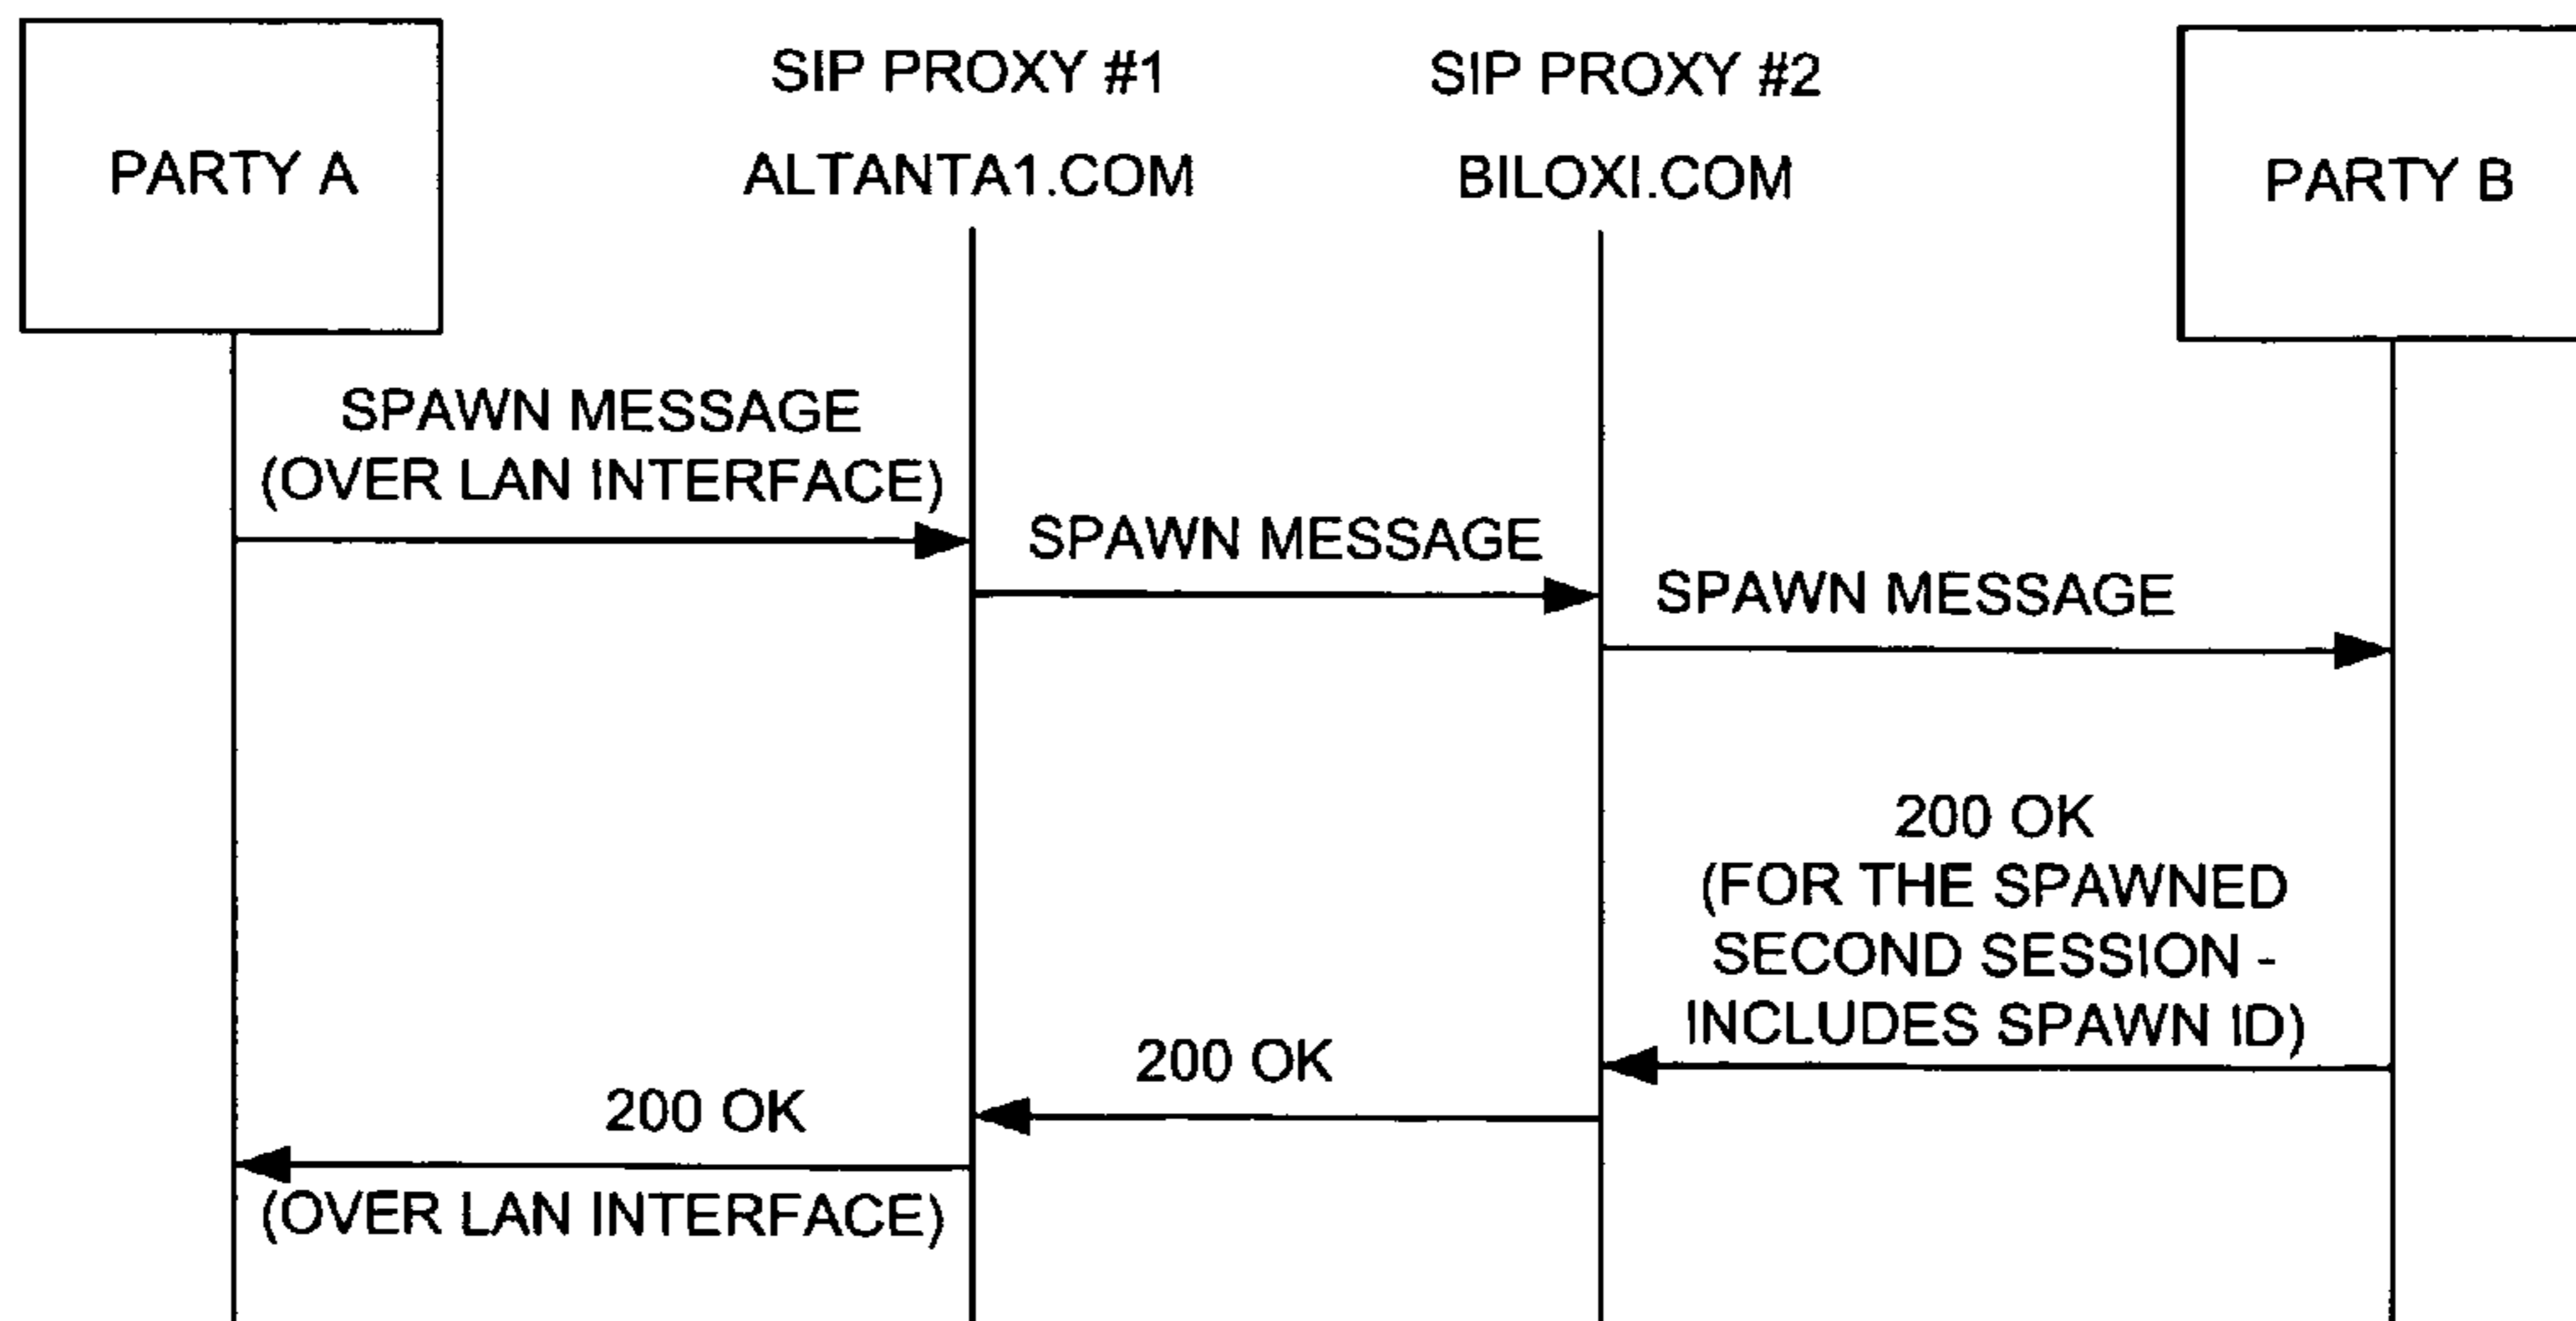 PARTY A
SIP PROXY #1
ALTANTA1.COM
SIP PROXY #2
BILOXI.COM
PARTY B
SPAWN MESSAGE
(OVER LAN INTERFACE)
SPAWN MESSAGE
SPAWN MESSAGE
200 OK
(FOR THE SPAWNED
SECOND SESSION -
INCLUDES SPAWN ID)
200 OK
200 OK
(OVER LAN INTERFACE)